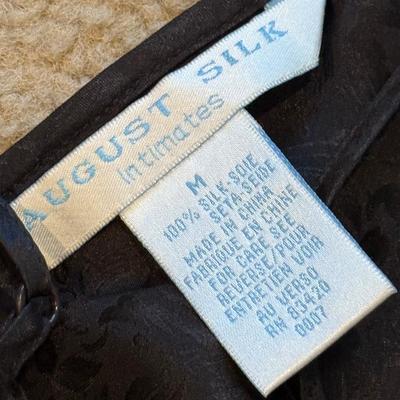 AUGUST SILK
Intimates
M
100% SILK-SOIE
SETA-SEIDE
MADE IN CHINA
FABRIQUE EN CHINE
FOR CARE SEE
REVERSE/POUR
ENTRETIEN VOIR
AU VERSO
RN 83420
0007